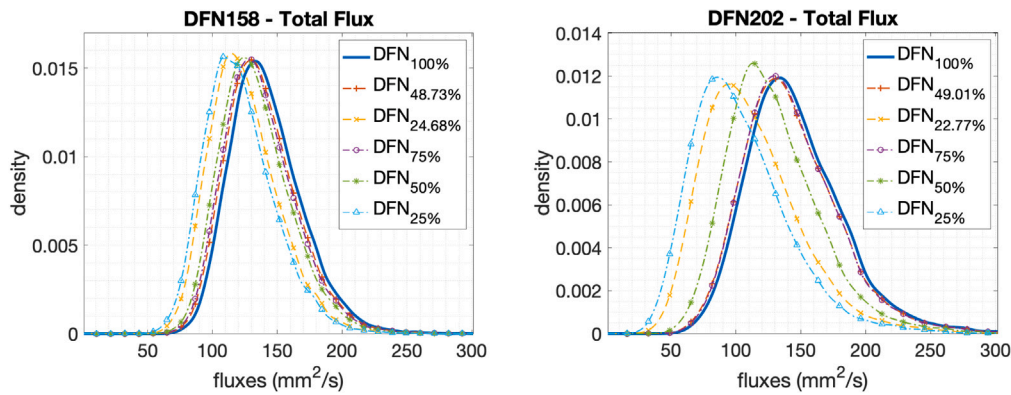 DFN158 - Total Flux
density
0.015
0.01
0.005
0
50
100
150
200
250
300
fluxes (mm²/s)
DFN₁₀₀%
DFN₄₈.₇₃%
DFN₂₄.₆₈%
DFN₇₅%
DFN₅₀%
DFN₂₅%
DFN202 - Total Flux
density
0.014
0.012
0.01
0.008
0.006
0.004
0.002
0
50
100
150
200
250
300
fluxes (mm²/s)
DFN₁₀₀%
DFN₄₉.₀₁%
DFN₂₂.₇₇%
DFN₇₅%
DFN₅₀%
DFN₂₅%